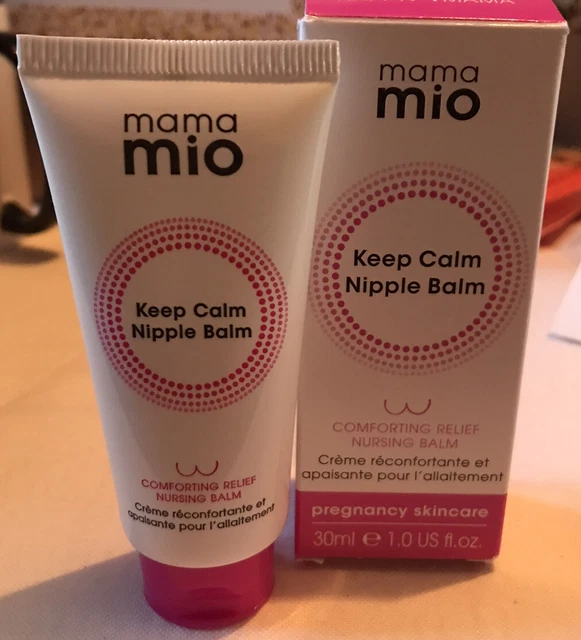 mama
mio
Keep Calm
Nipple Balm
COMFORTING RELIEF
NURSING BALM
Crème réconfortante et
apaisante pour l'allaitement
mama
mio
Keep Calm
Nipple Balm
COMFORTING RELIEF
NURSING BALM
Crème réconfortante et
apaisante pour l'allaitement
pregnancy skincare
30ml ℮ 1.0 US fl.oz.